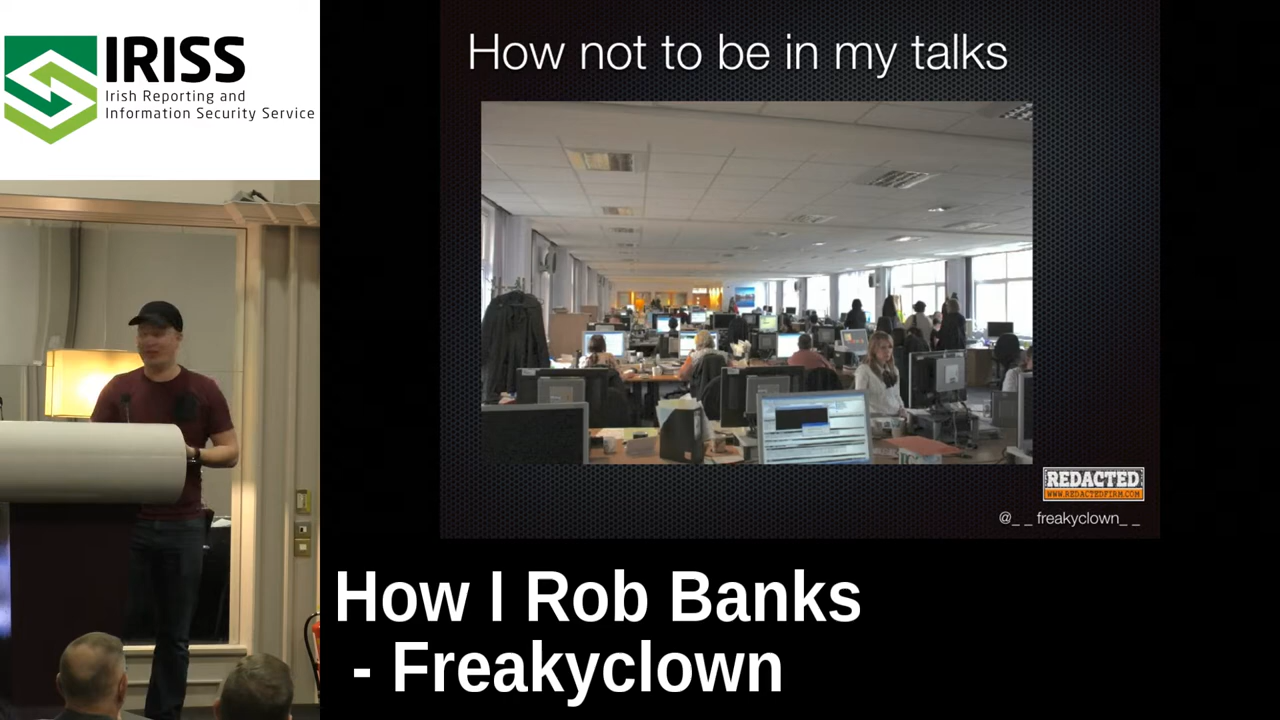 IRISS
Irish Reporting and
Information Security Service
How not to be in my talks
REDACTED
WWW.REDACTEDFIRM.COM
@_ _ freakyclown_ _
How I Rob Banks
- Freakyclown